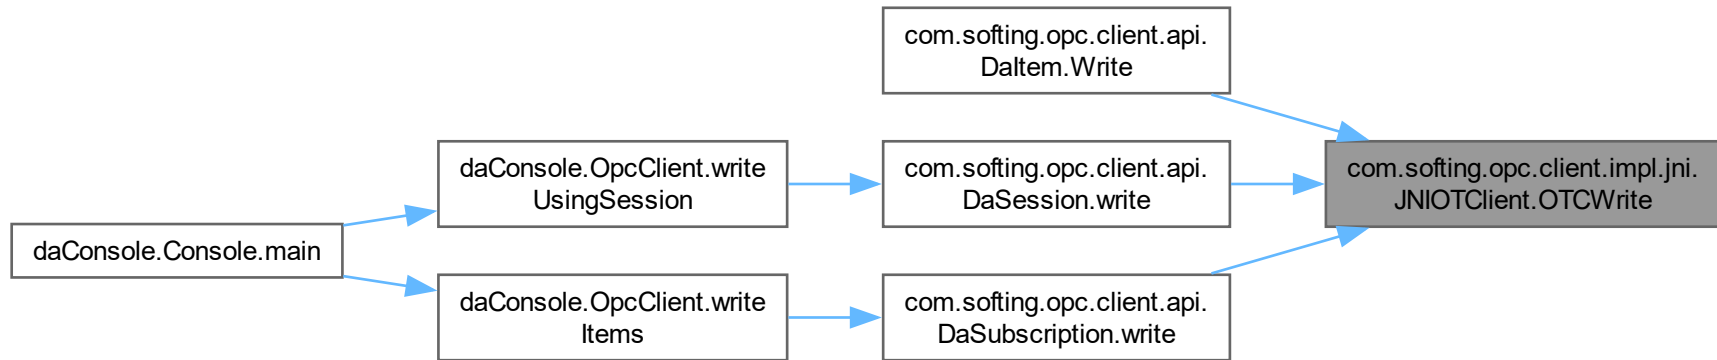 com.softing.opc.client.api.
DaItem.Write
daConsole.OpcClient.write
UsingSession
com.softing.opc.client.api.
DaSession.write
com.softing.opc.client.impl.jni.
JNIOTClient.OTCWrite
daConsole.Console.main
daConsole.OpcClient.write
Items
com.softing.opc.client.api.
DaSubscription.write